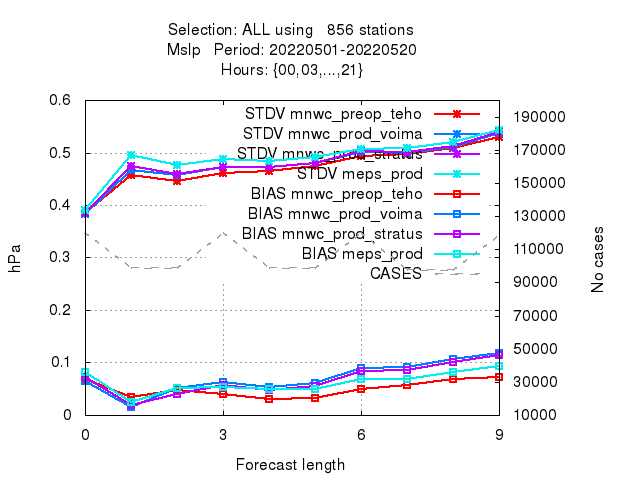 Selection: ALL using 856 stations
Mslp Period: 20220501-20220520
Hours: {00,03,...,21}
STDV mnwc_preop_teho
STDV mnwc_prod_voima
STDV mnwc_prod_stratus
STDV meps_prod
BIAS mnwc_preop_teho
BIAS mnwc_prod_voima
BIAS mnwc_prod_stratus
BIAS meps_prod
CASES
0.6
0.5
0.4
0.3
0.2
0.1
0
hPa
190000
170000
150000
130000
110000
90000
70000
50000
30000
10000
No cases
0 3 6 9
Forecast length